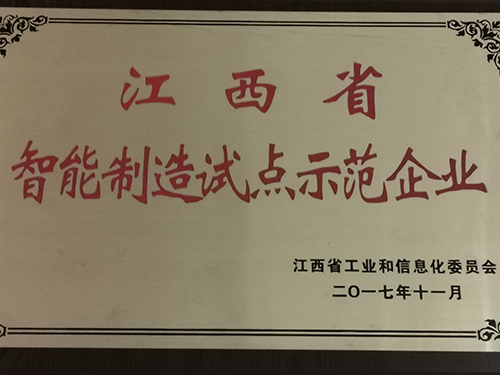 江西省
智能制造试点示范企业
江西省工业和信息化委员会
二〇一七年十一月